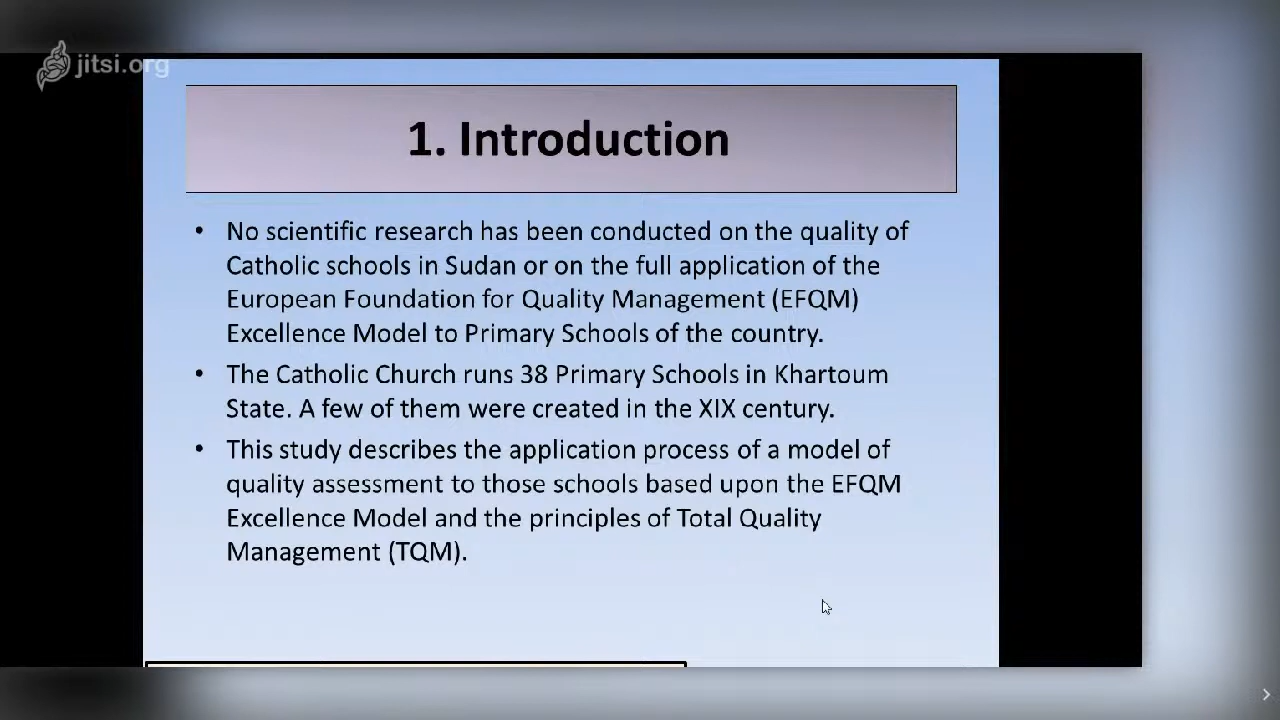 jitsi.org
1. Introduction
• No scientific research has been conducted on the quality of
Catholic schools in Sudan or on the full application of the
European Foundation for Quality Management (EFQM)
Excellence Model to Primary Schools of the country.
• The Catholic Church runs 38 Primary Schools in Khartoum
State. A few of them were created in the XIX century.
• This study describes the application process of a model of
quality assessment to those schools based upon the EFQM
Excellence Model and the principles of Total Quality
Management (TQM).